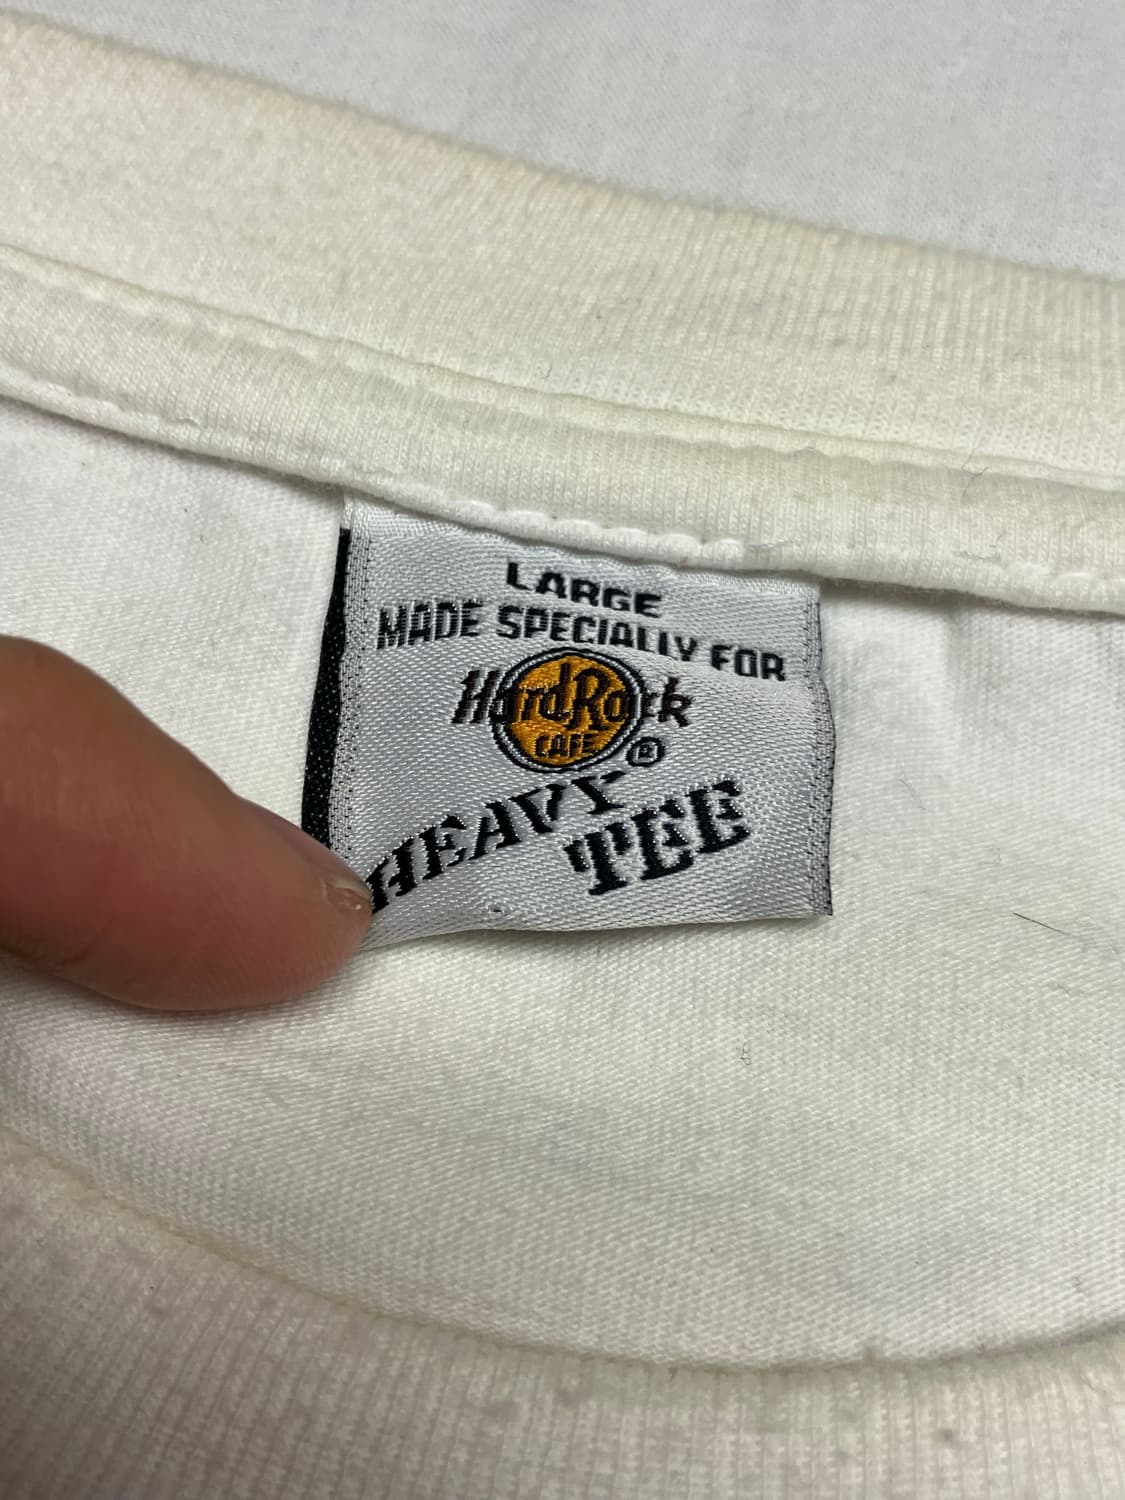 LARGE
MADE SPECIALLY FOR
Hard Rock
CAFE ®
HEAVY
TEE